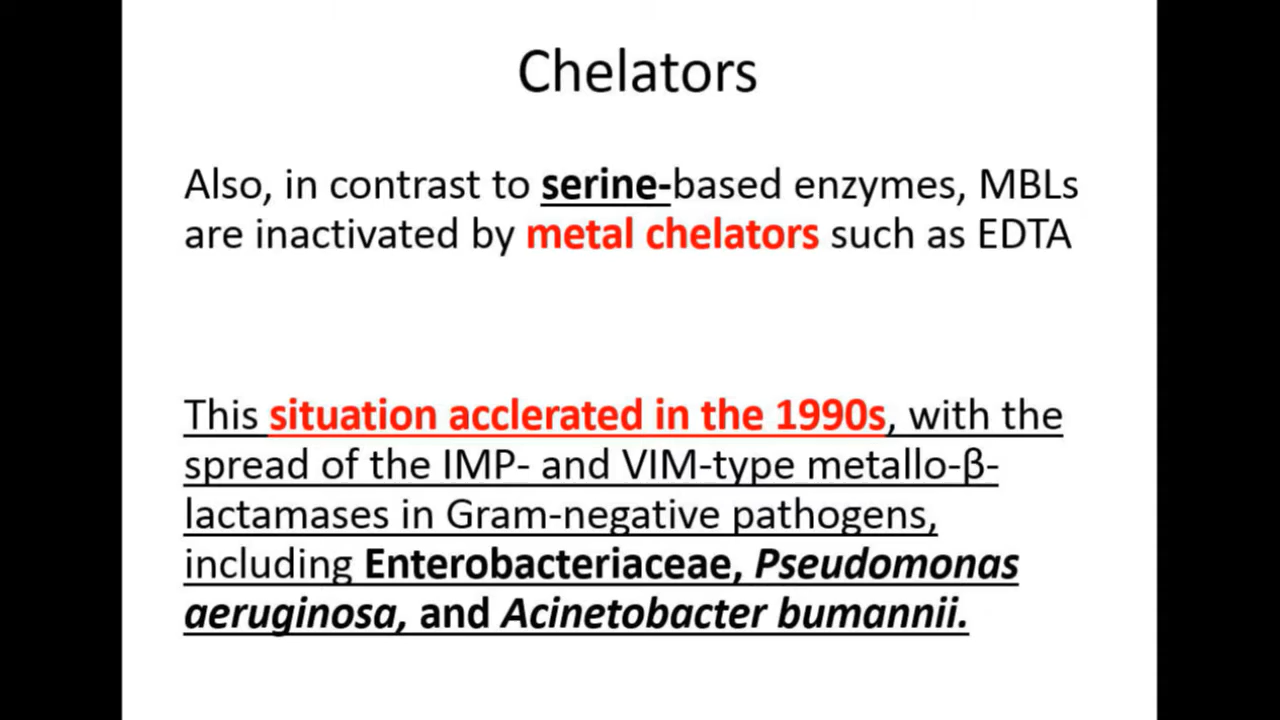 Chelators
Also, in contrast to serine-based enzymes, MBLs
are inactivated by metal chelators such as EDTA
This situation acclerated in the 1990s, with the
spread of the IMP- and VIM-type metallo-β-
lactamases in Gram-negative pathogens,
including Enterobacteriaceae, Pseudomonas
aeruginosa, and Acinetobacter bumannii.